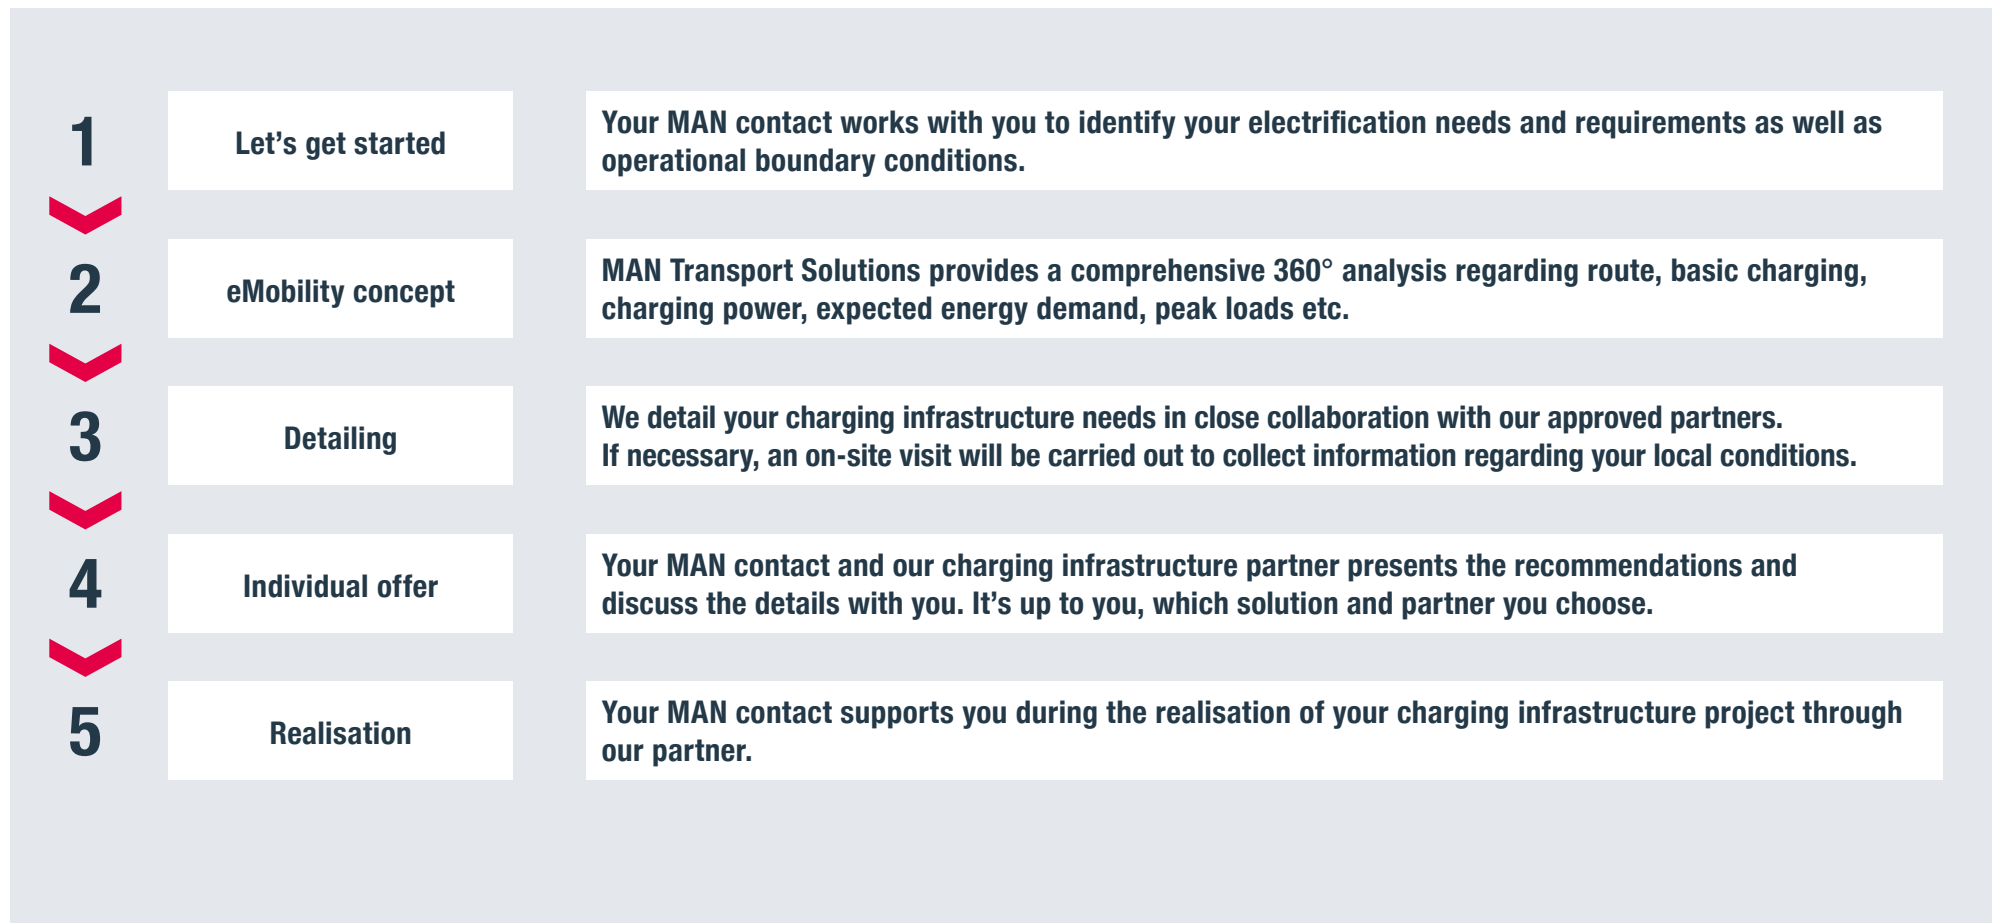 1
Let’s get started
Your MAN contact works with you to identify your electrification needs and requirements as well as
operational boundary conditions.
2
eMobility concept
MAN Transport Solutions provides a comprehensive 360° analysis regarding route, basic charging,
charging power, expected energy demand, peak loads etc.
3
Detailing
We detail your charging infrastructure needs in close collaboration with our approved partners.
If necessary, an on-site visit will be carried out to collect information regarding your local conditions.
4
Individual offer
Your MAN contact and our charging infrastructure partner presents the recommendations and
discuss the details with you. It’s up to you, which solution and partner you choose.
5
Realisation
Your MAN contact supports you during the realisation of your charging infrastructure project through
our partner.